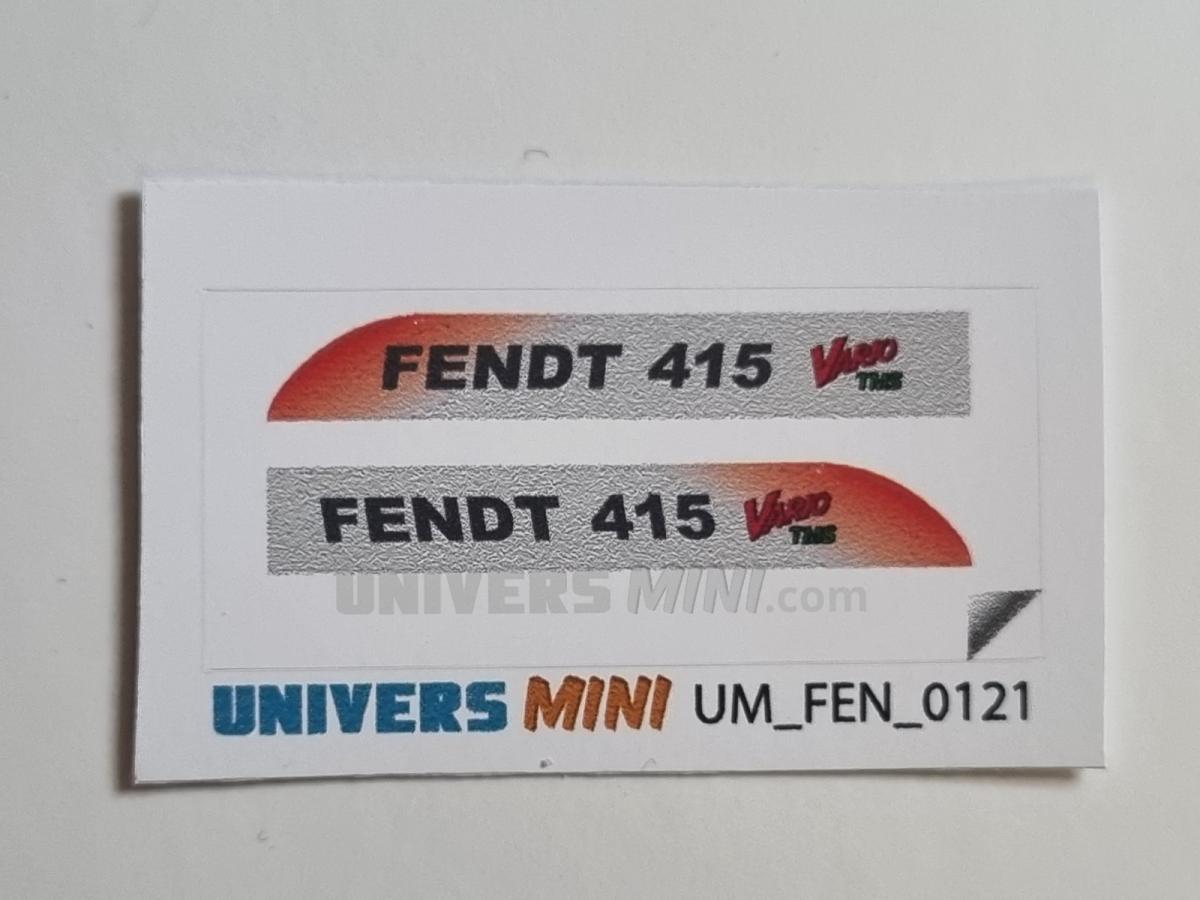 FENDT 415 VARIO TMS
FENDT 415 VARIO TMS
UNIVERS MINI.com
UNIVERS MINI UM_FEN_0121